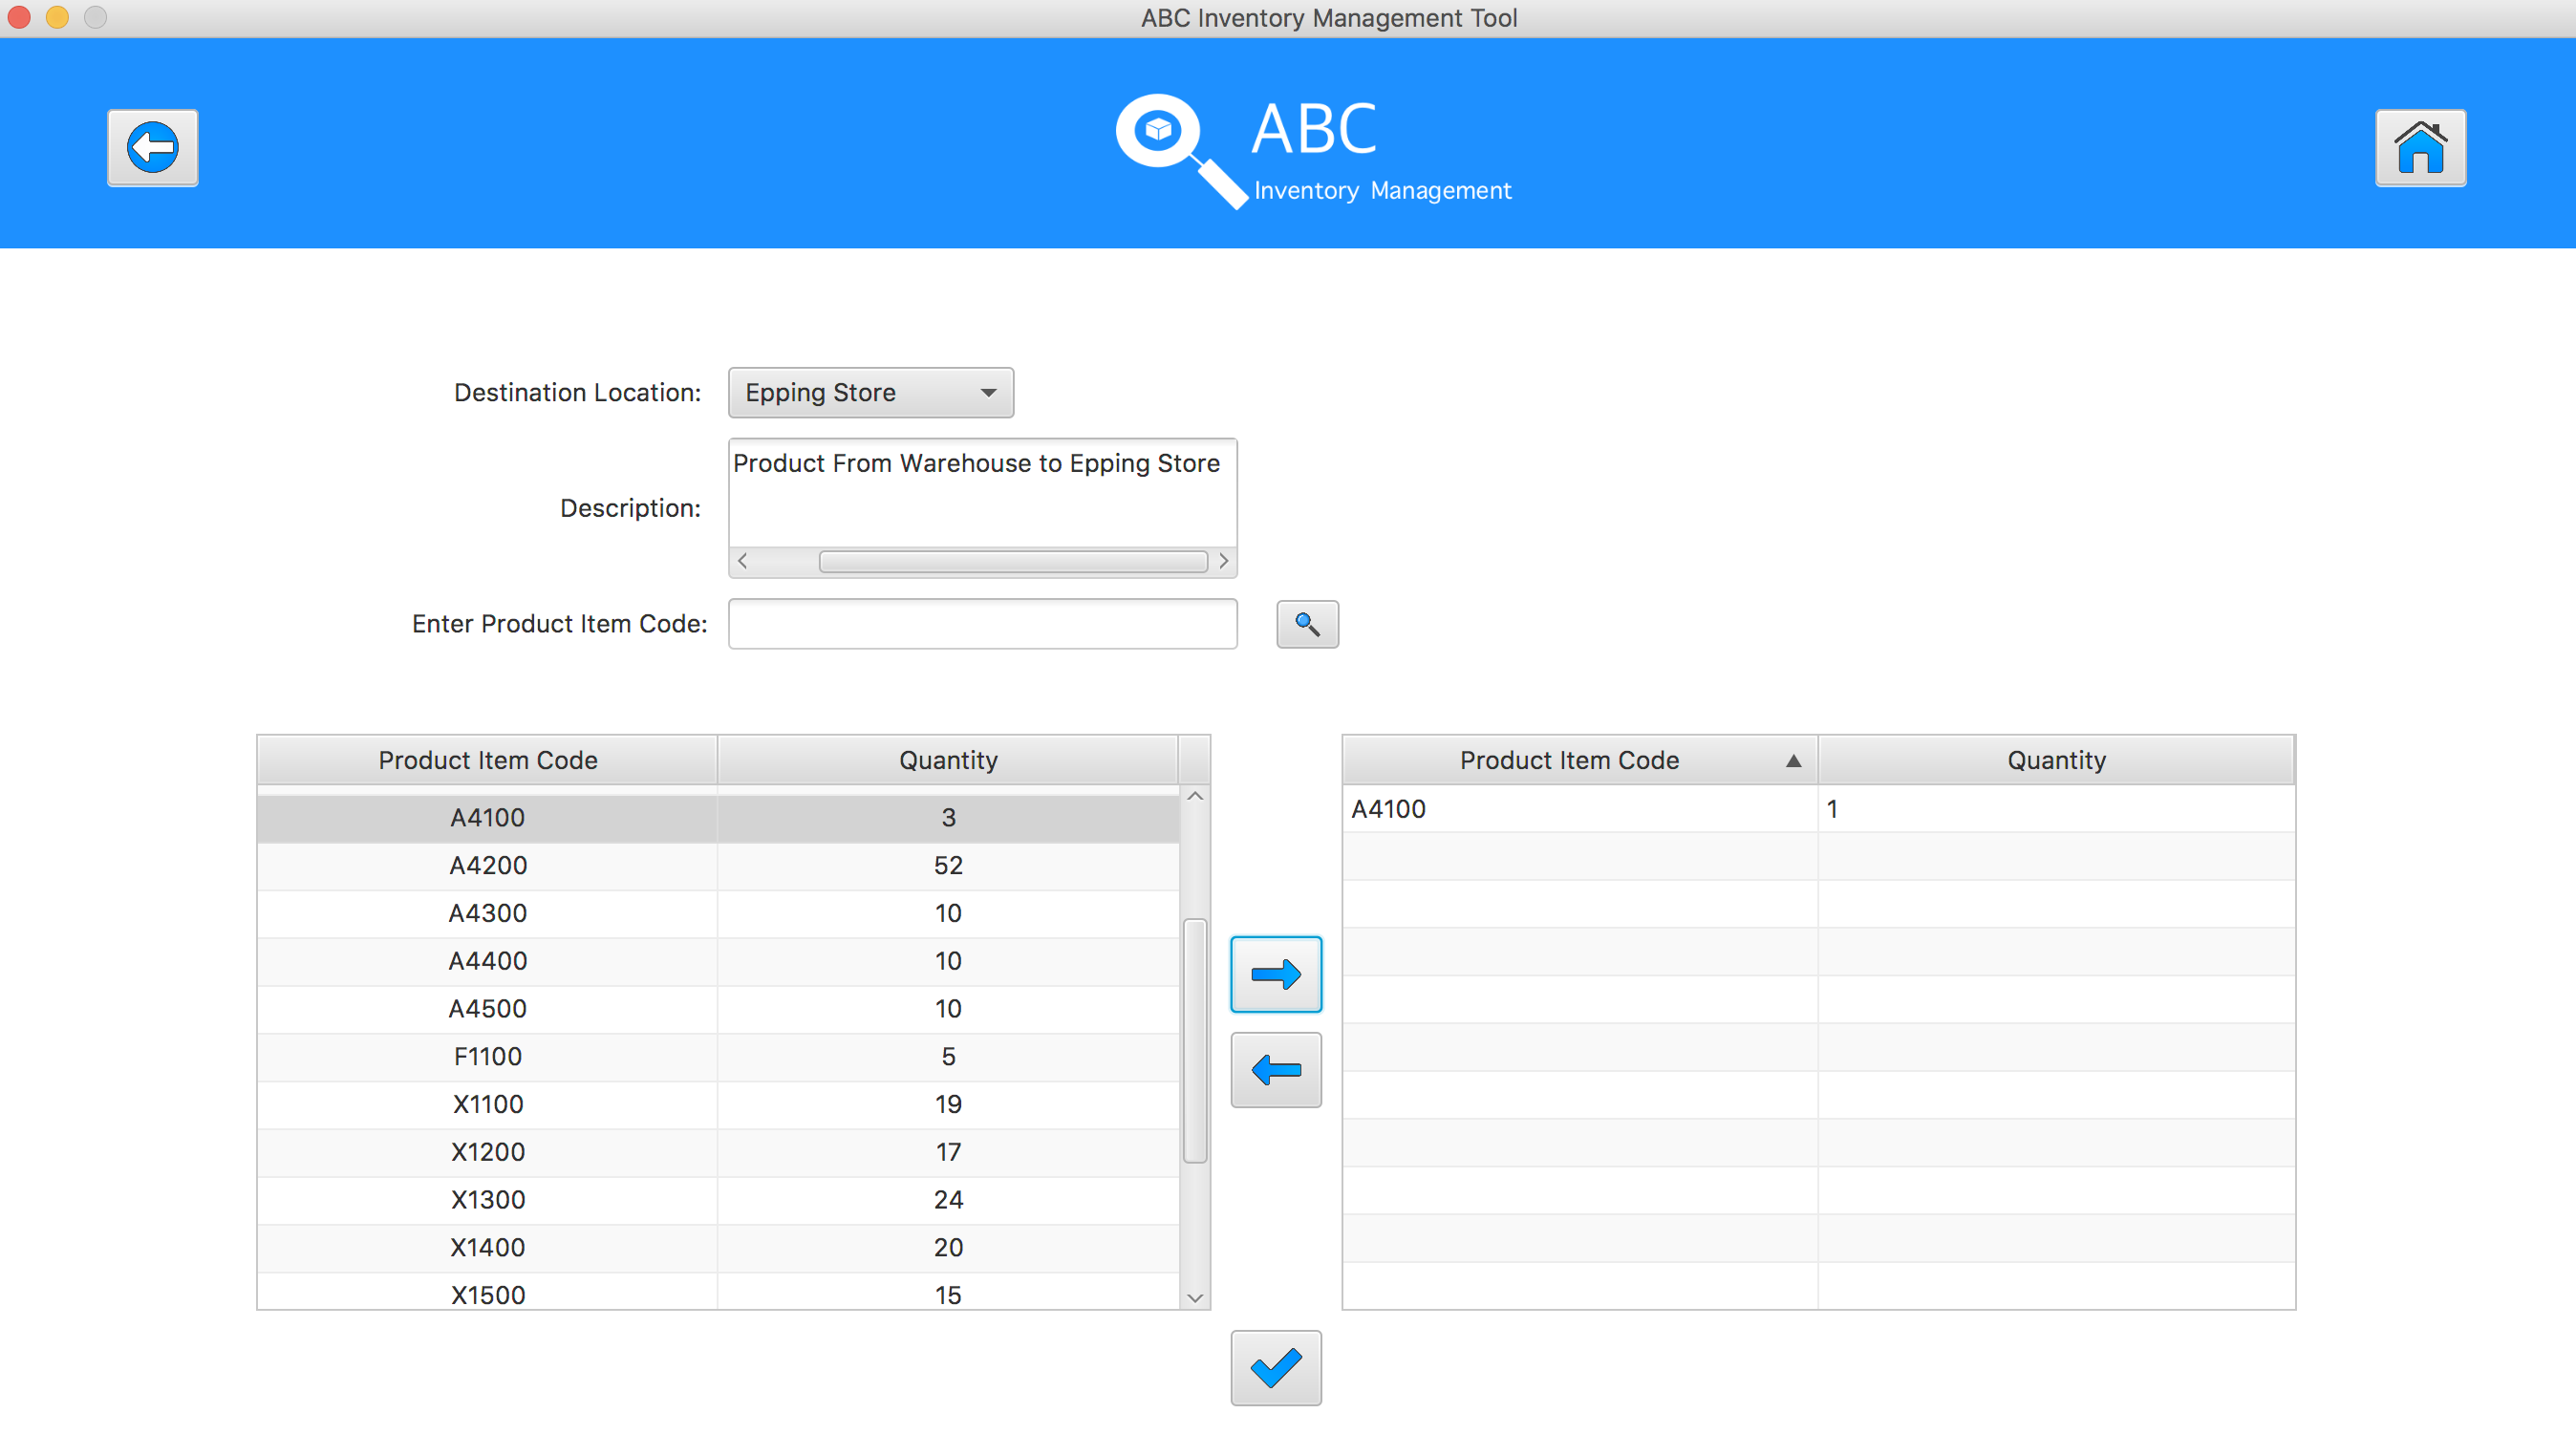 ABC Inventory Management Tool
ABC
Inventory Management
Destination Location: Epping Store
Description: Product From Warehouse to Epping Store
Enter Product Item Code:
Product Item Code Quantity
A4100 3
A4200 52
A4300 10
A4400 10
A4500 10
F1100 5
X1100 19
X1200 17
X1300 24
X1400 20
X1500 15
Product Item Code Quantity
A4100 1